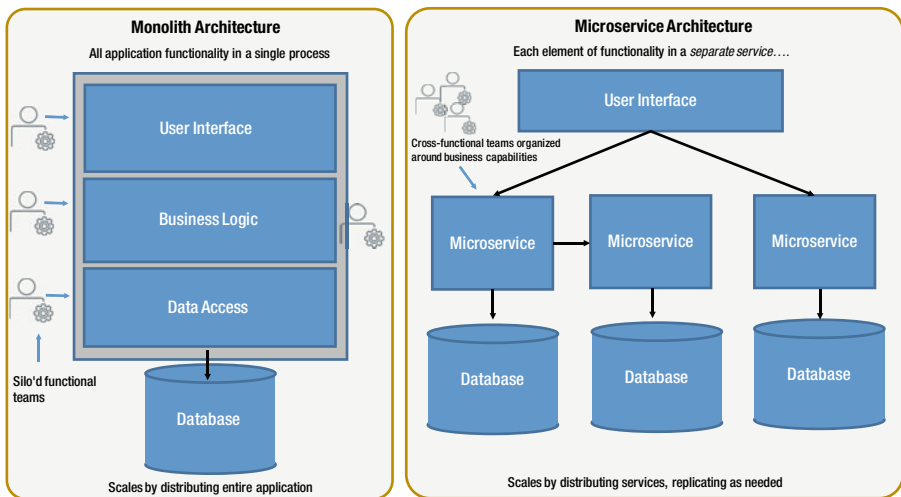 Monolith Architecture
All application functionality in a single process
User Interface
Business Logic
Data Access
Silo'd functional
teams
Database
Scales by distributing entire application
Microservice Architecture
Each element of functionality in a separate service….
User Interface
Cross-functional teams organized
around business capabilities
Microservice
Microservice
Microservice
Database
Database
Database
Scales by distributing services, replicating as needed